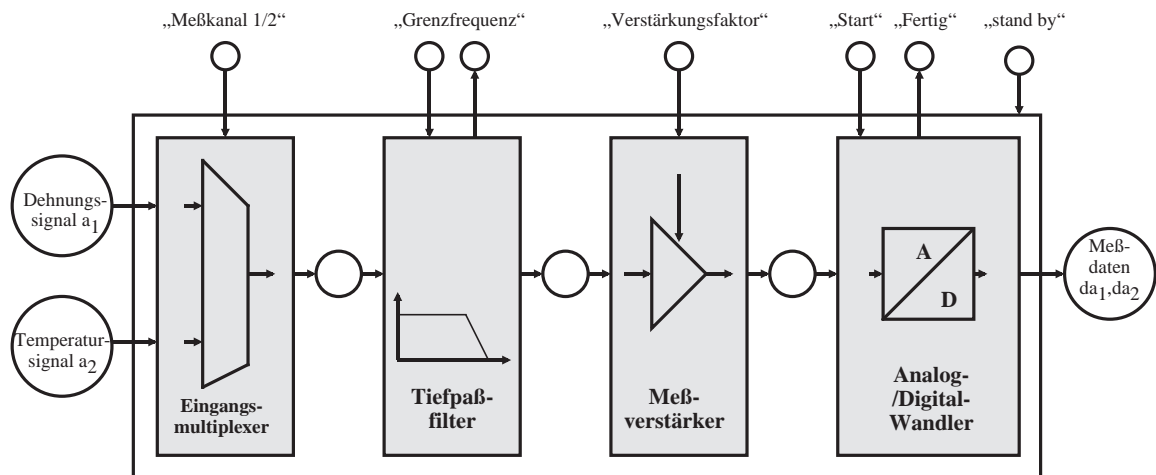 „Meßkanal 1/2“
„Grenzfrequenz“
„Verstärkungsfaktor“
„Start“
„Fertig“
„stand by“
Dehnungs-
signal a1
Temperatur-
signal a2
Eingangs-
multiplexer
Tiefpaß-
filter
Meß-
verstärker
A
D
Analog-
/Digital-
Wandler
Meß-
daten
da1,da2